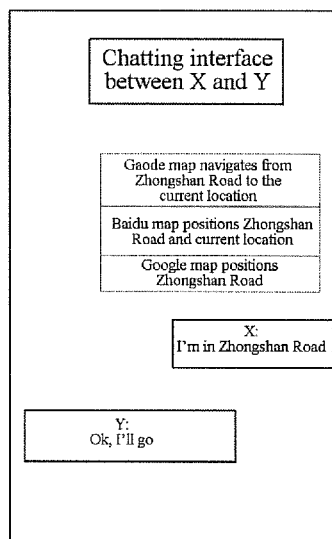 Chatting interface
between X and Y
Gaode map navigates from
Zhongshan Road to the
current location
Baidu map positions Zhongshan
Road and current location
Google map positions
Zhongshan Road
X:
I'm in Zhongshan Road
Y:
Ok, I'll go